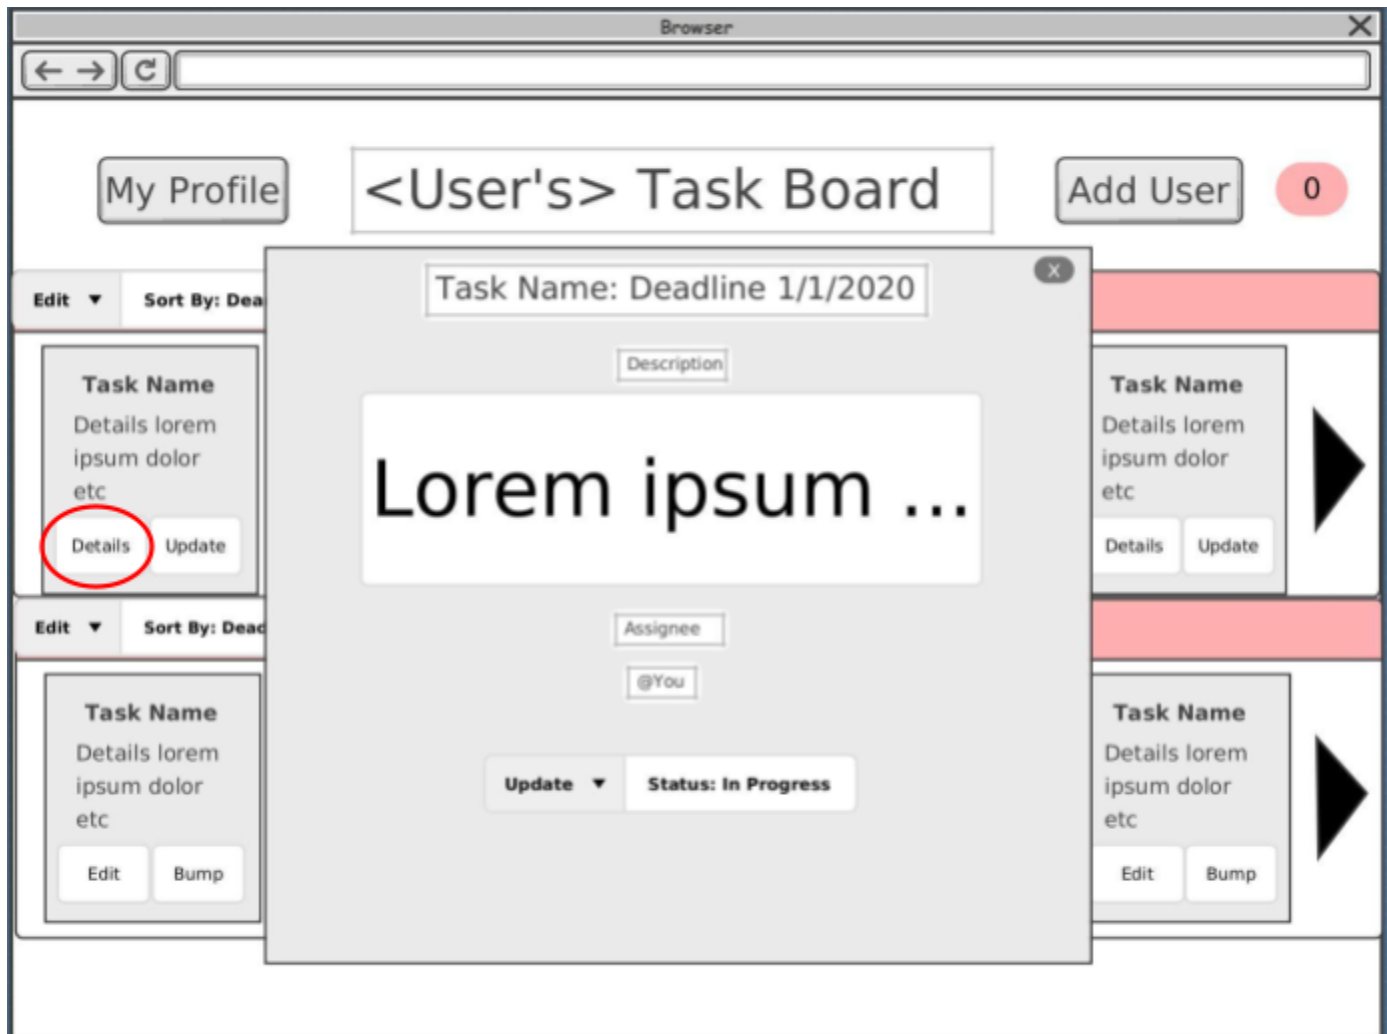 Browser
My Profile
<User's> Task Board
Add User
0
Edit ▼ Sort By: Dea
Task Name
Details lorem
ipsum dolor
etc
Details Update
Task Name: Deadline 1/1/2020
X
Description
Lorem ipsum ...
Assignee
@You
Update ▼ Status: In Progress
Task Name
Details lorem
ipsum dolor
etc
Details Update
Edit ▼ Sort By: Dead
Task Name
Details lorem
ipsum dolor
etc
Edit Bump
Task Name
Details lorem
ipsum dolor
etc
Edit Bump